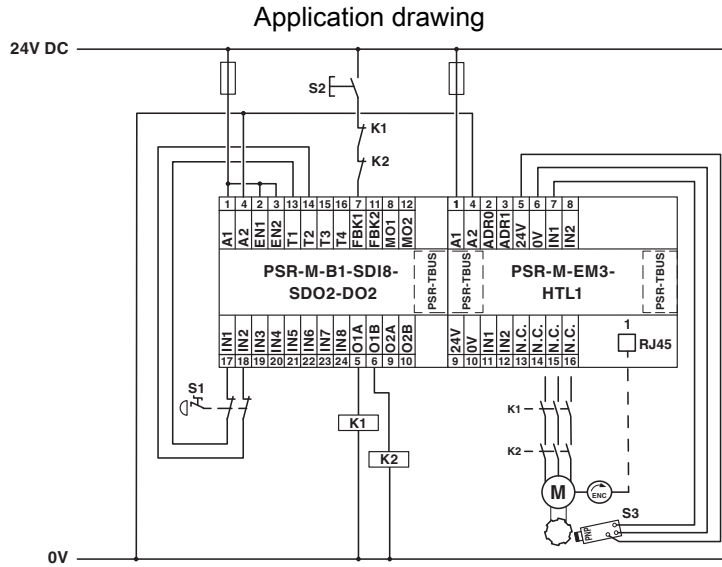 Application drawing
24V DC
S2
K1
K2
1 4 2 3 13 14 15 16 7 11 8 12
A1 A2 EN1 EN2 T1 T2 T3 T4 FBK1 FBK2 MO1 MO2
1 4 2 3 5 6 7 8
A1 A2 ADR0 ADR1 24V 0V IN1 IN2
PSR-M-B1-SDI8-
SDO2-DO2
PSR-TBUS
PSR-TBUS
PSR-M-EM3-
HTL1
PSR-TBUS
IN1 IN2 IN3 IN4 IN5 IN6 IN7 IN8 O1A O1B O2A O2B
17 18 19 20 21 22 23 24 5 6 9 10
24V 0V IN1 IN2 N.C. N.C. N.C. N.C.
9 10 11 12 13 14 15 16
1
RJ45
S1
K1
K2
K1
K2
M
ENC
S3
PNP
0V